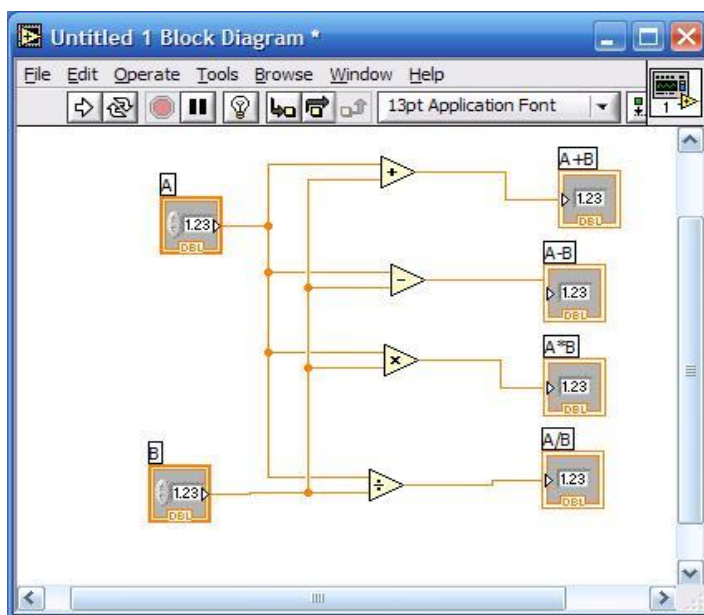 Untitled 1 Block Diagram *
File Edit Operate Tools Browse Window Help
13pt Application Font
1
A
1.23
DBL
B
1.23
DBL
+
A+B
1.23
DBL
−
A-B
1.23
DBL
×
A*B
1.23
DBL
÷
A/B
1.23
DBL